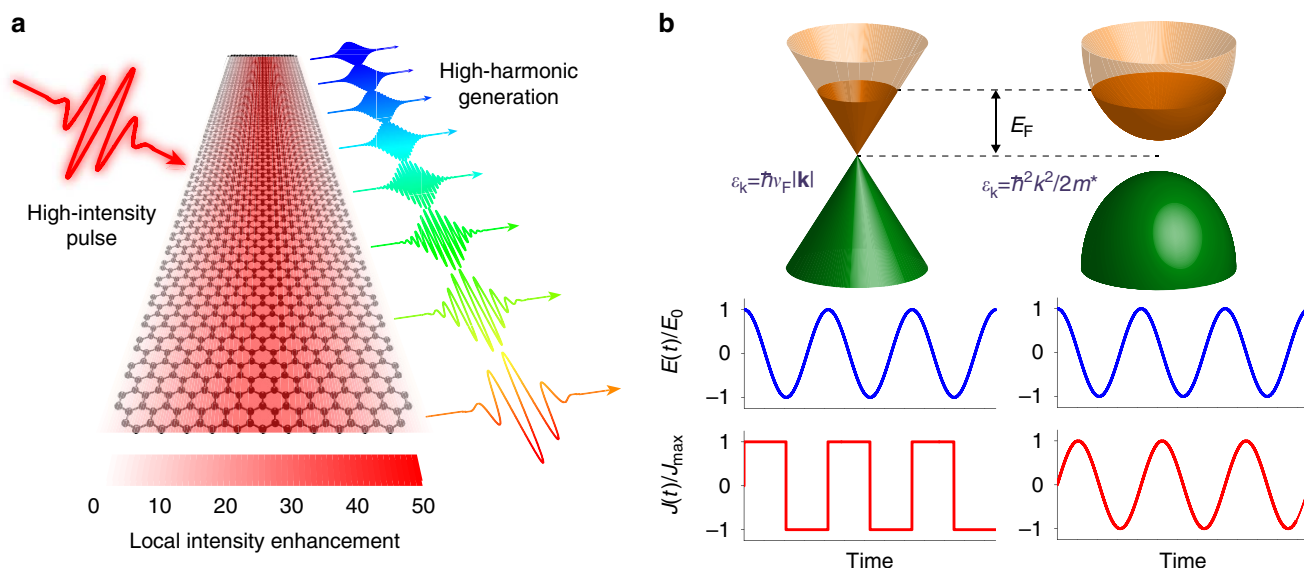 a
High-intensity
pulse
High-harmonic
generation
0 10 20 30 40 50
Local intensity enhancement
b
E_F
ε_k=ħv_F|k|
ε_k=ħ²k²/2m*
E(t)/E₀
1
0
−1
1
0
−1
J(t)/J_max
1
0
−1
1
0
−1
Time
Time